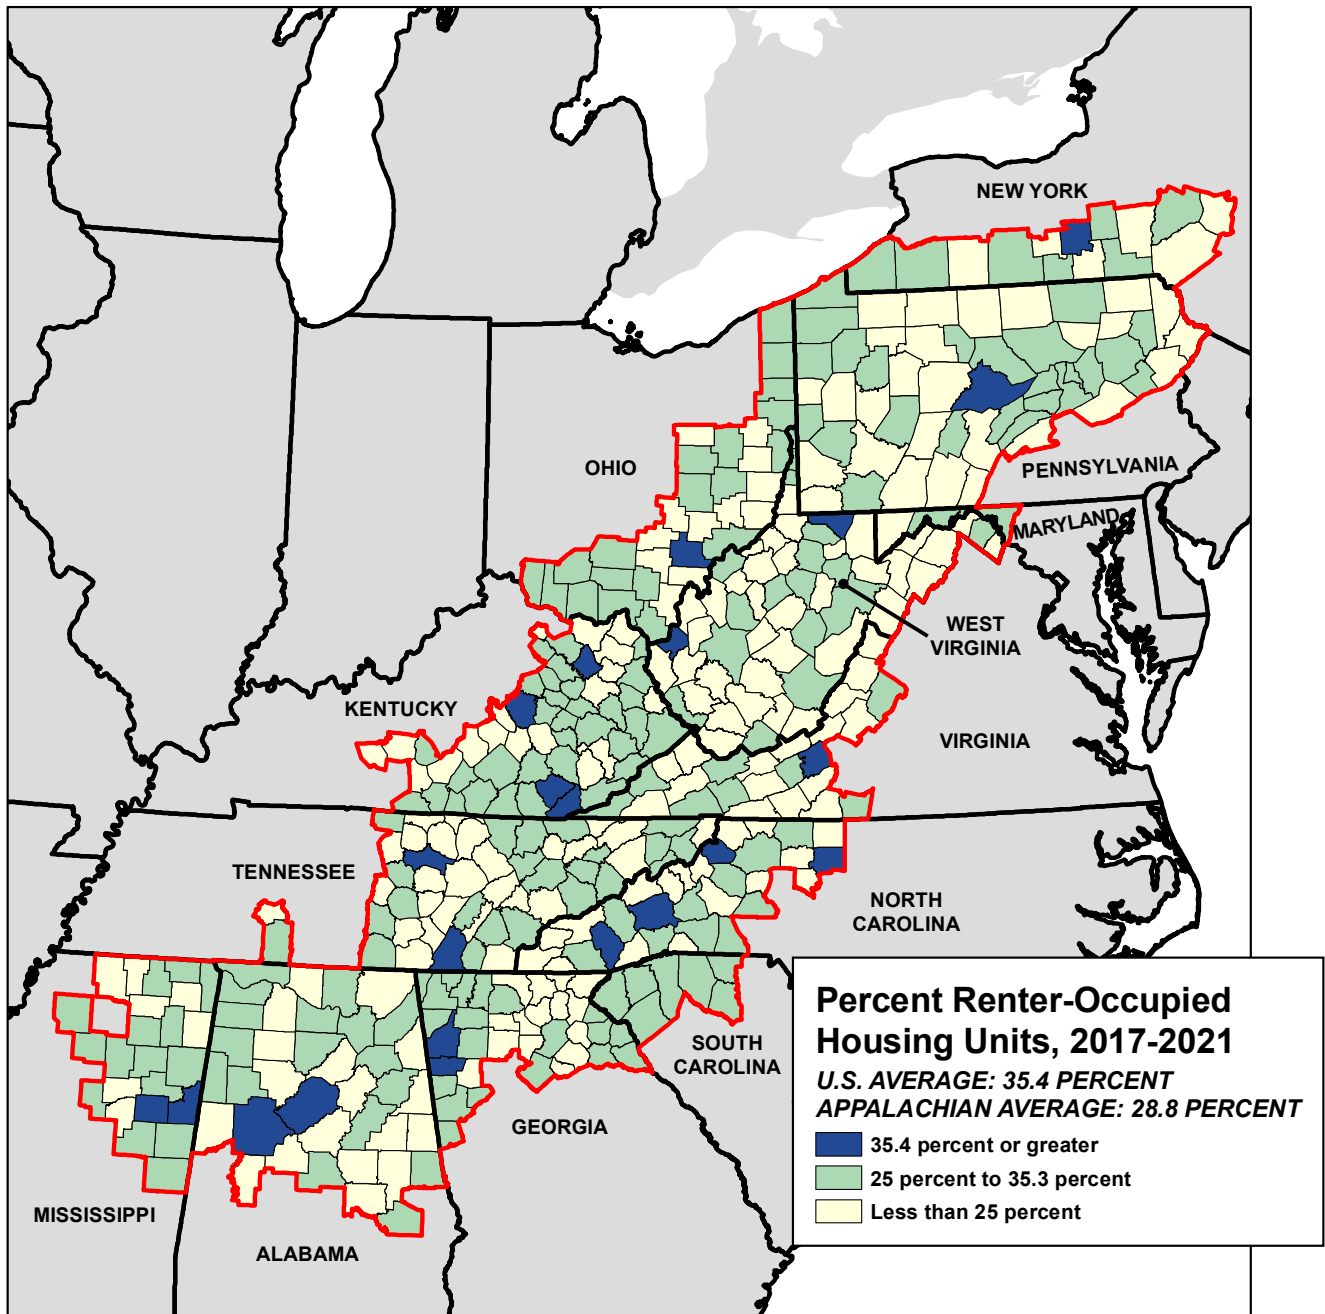 NEW YORK
OHIO
PENNSYLVANIA
MARYLAND
WEST
VIRGINIA
KENTUCKY
VIRGINIA
TENNESSEE
NORTH
CAROLINA
SOUTH
CAROLINA
GEORGIA
MISSISSIPPI
ALABAMA
Percent Renter-Occupied
Housing Units, 2017-2021
U.S. AVERAGE: 35.4 PERCENT
APPALACHIAN AVERAGE: 28.8 PERCENT
35.4 percent or greater
25 percent to 35.3 percent
Less than 25 percent